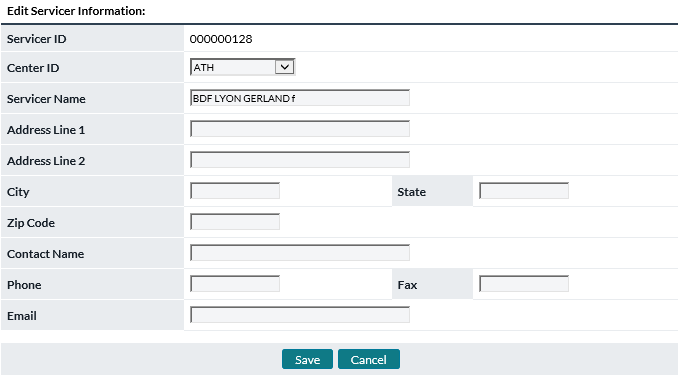 Edit Servicer Information:
Servicer ID 000000128
Center ID ATH
Servicer Name BDF LYON GERLAND f
Address Line 1
Address Line 2
City State
Zip Code
Contact Name
Phone Fax
Email
Save Cancel